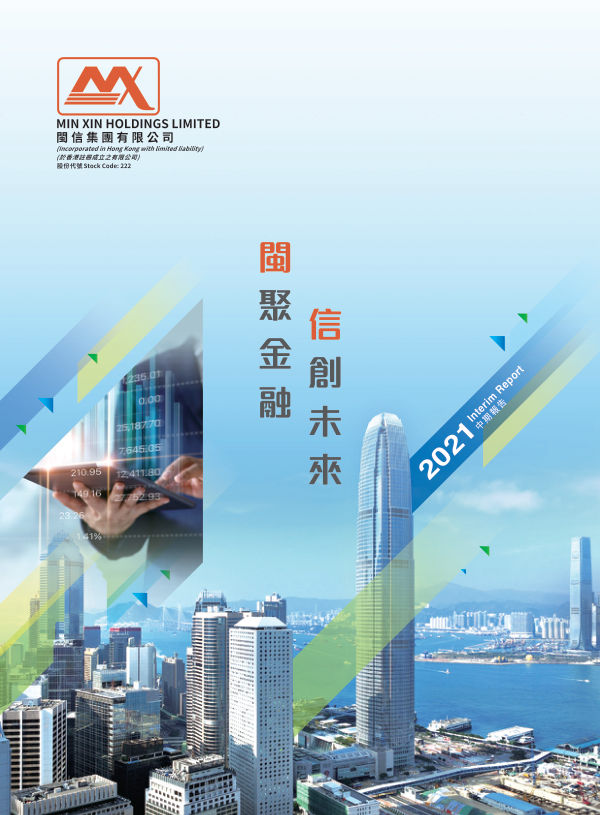 MIN XIN HOLDINGS LIMITED
閩信集團有限公司
(Incorporated in Hong Kong with limited liability)
(於香港註冊成立之有限公司)
股份代號 Stock Code: 222
閩聚金融
信創未來
2021 Interim Report
中期報告
1,235.01
0.00
25,187.70
7,645.05
210.95
12,411.80
149.16
27,752.93
23.26
1.41%